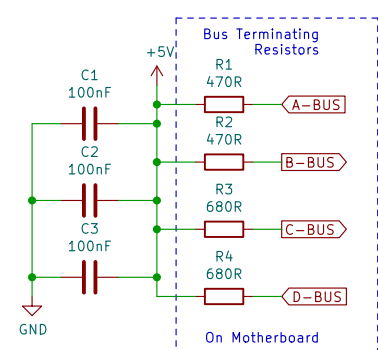 Bus Terminating
Resistors
+5V
C1
100nF
R1
470R
A-BUS
R2
470R
B-BUS
C2
100nF
R3
680R
C-BUS
C3
100nF
R4
680R
D-BUS
GND
On Motherboard